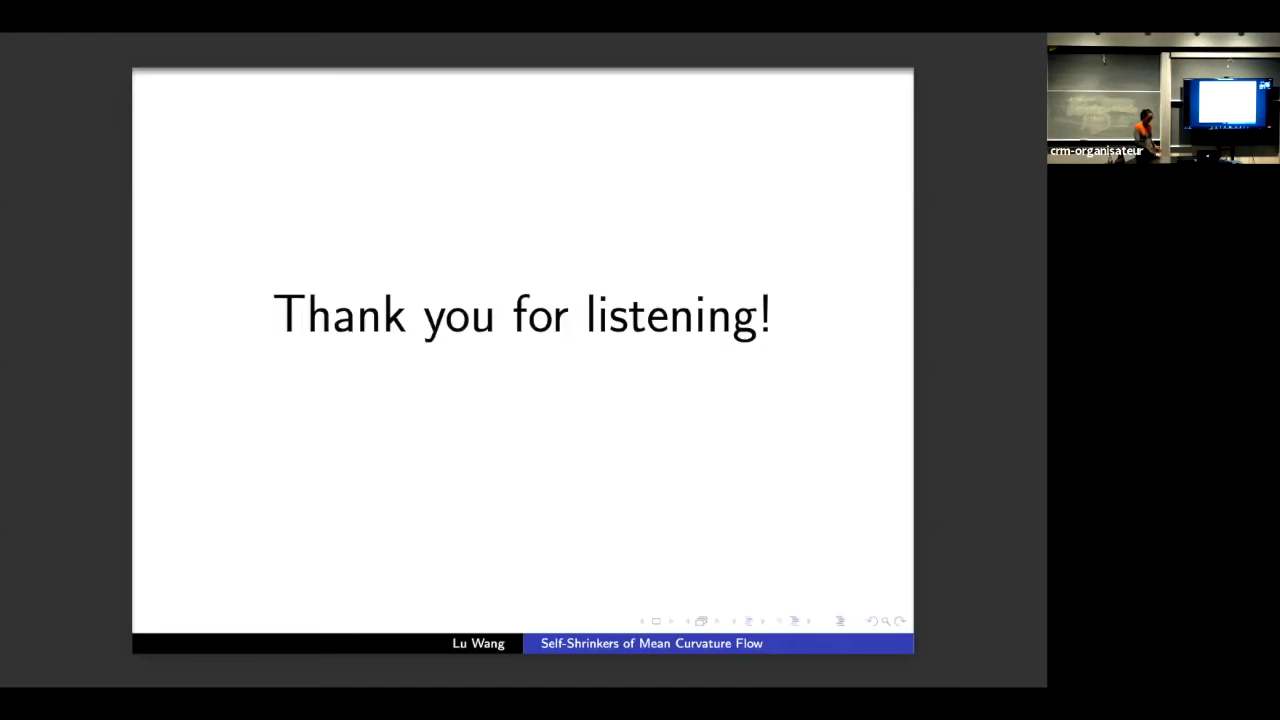 Thank you for listening!
crm-organisateur
Lu Wang
Self-Shrinkers of Mean Curvature Flow